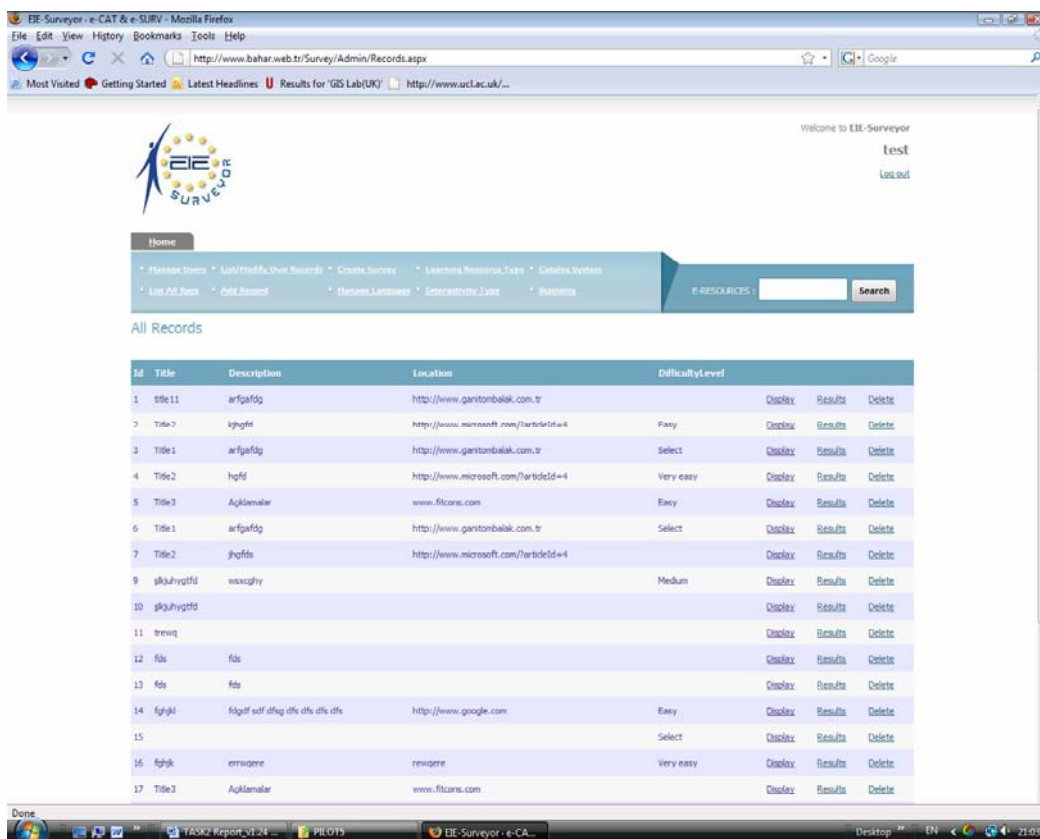 EIE-Surveyor - e-CAT & e-SURV - Mozilla Firefox
File Edit View History Bookmarks Tools Help
http://www.bahar.web.tr/Survey/Admin/Records.aspx
Google
Most Visited Getting Started Latest Headlines Results for 'GIS Lab(UK)' http://www.ucl.ac.uk/...
Welcome to EIE-Surveyor
test
Log out
EIE
SURVEYOR
Home
Manage Users List/Modify Own Records Create Survey Learning Resource Type Catalog System
List All Recs Add Record Manage Language Interactivity Type Statistics
E-RESOURCES : Search
All Records
Id Title Description Location DifficultyLevel
1 title11 arfgafdg http://www.ganitombalak.com.tr Display Results Delete
2 Title2 kjhgfd http://www.microsoft.com/?articleId=4 Easy Display Results Delete
3 Title1 arfgafdg http://www.ganitombalak.com.tr Select Display Results Delete
4 Title2 hgfd http://www.microsoft.com/?articleId=4 Very easy Display Results Delete
5 Title3 Açıklamalar www.fitcons.com Easy Display Results Delete
6 Title1 arfgafdg http://www.ganitombalak.com.tr Select Display Results Delete
7 Title2 jhgfds http://www.microsoft.com/?articleId=4 Display Results Delete
9 slkjuhygtfd wsxcghy Medium Display Results Delete
10 slkjuhygtfd Display Results Delete
11 trewq Display Results Delete
12 fds fds Display Results Delete
13 fds fds Display Results Delete
14 fghjkl fdgdf sdf dfsg dfs dfs dfs dfs http://www.google.com Easy Display Results Delete
15 Select Display Results Delete
16 fghjk errwqere rewqere Very easy Display Results Delete
17 Title3 Açıklamalar www.fitcons.com Display Results Delete
Done
TASK2 Report_v1.24 ... PILOTS EIE-Surveyor - e-CA... Desktop EN 21:03